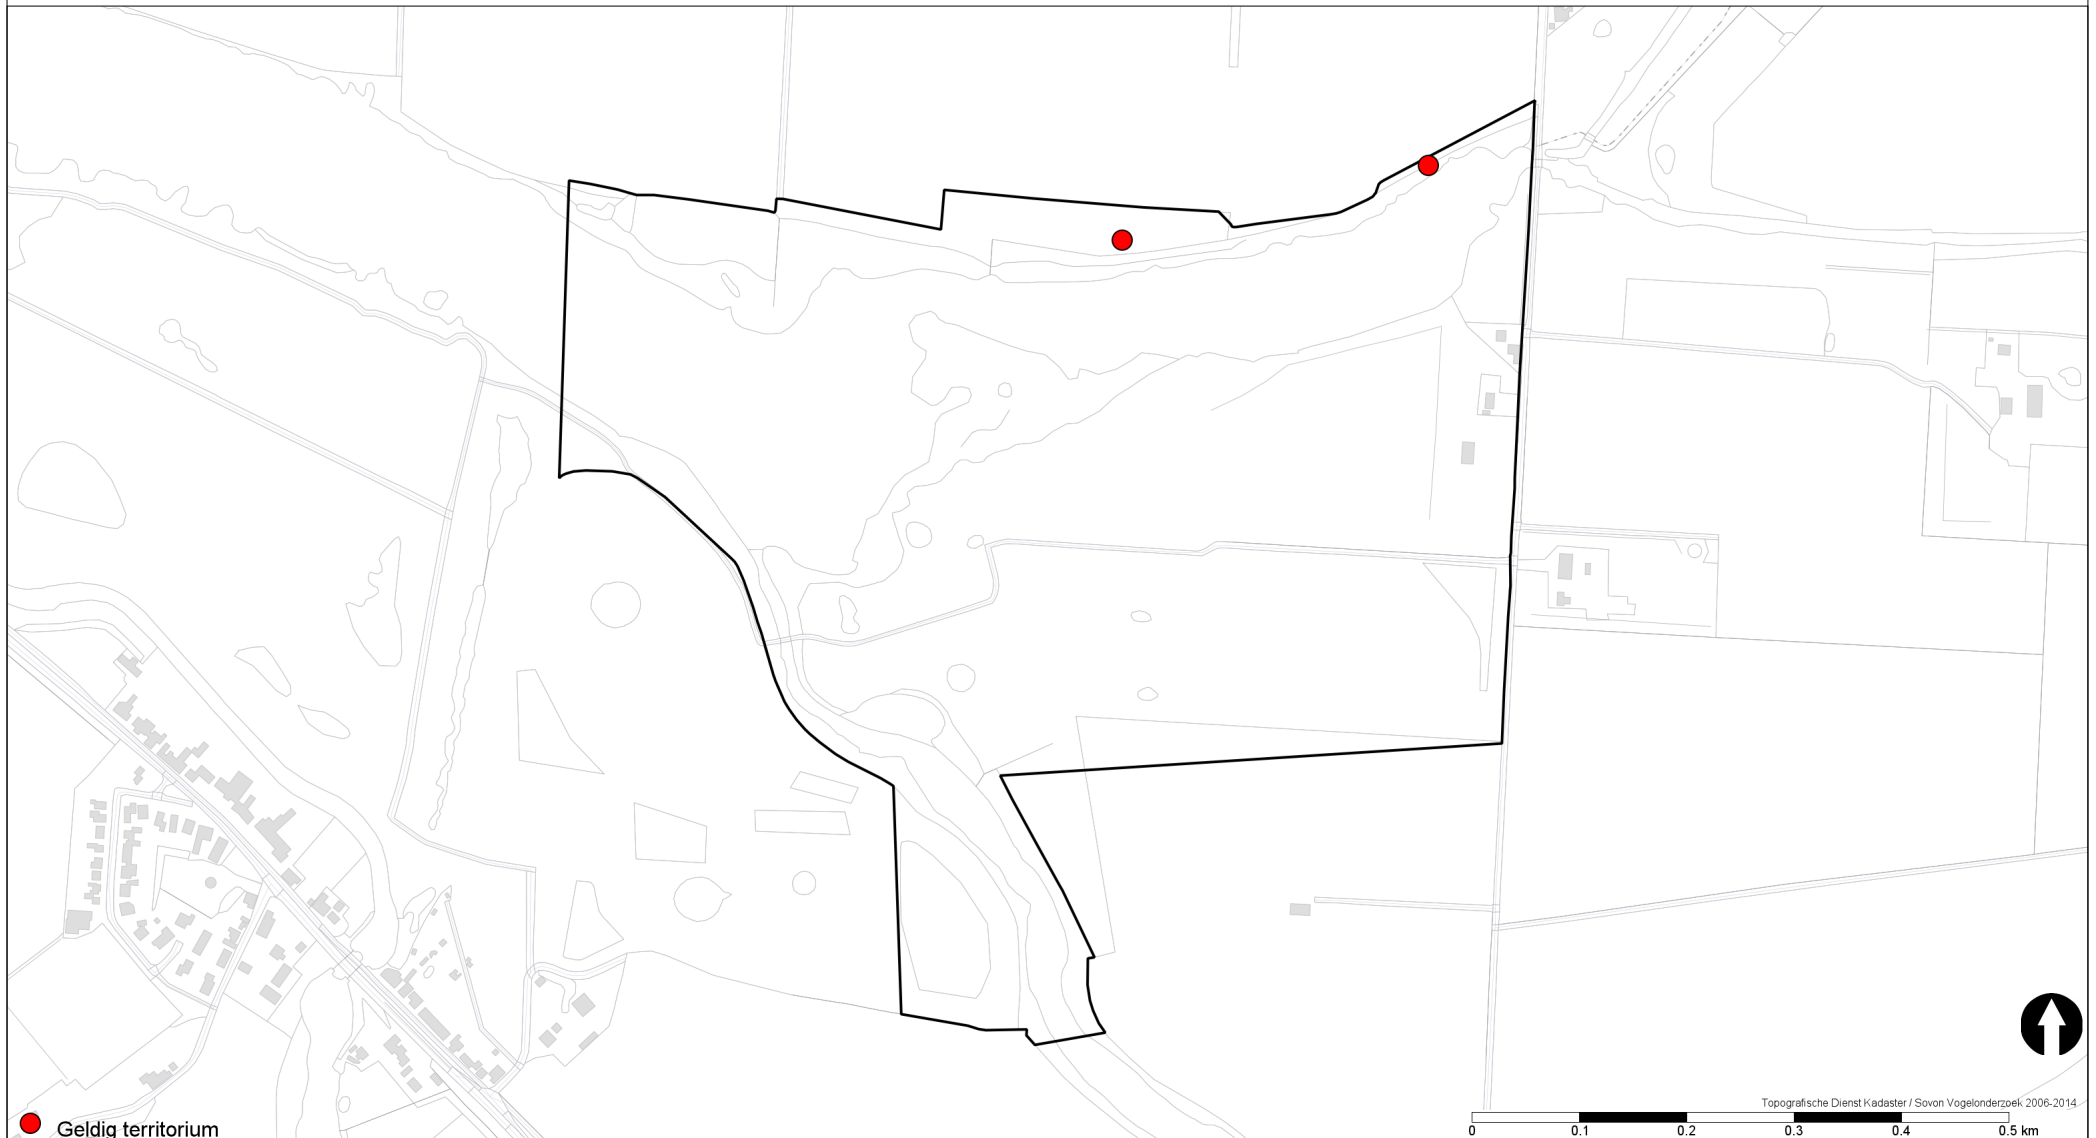 Topografische Dienst Kadaster / Sovon Vogelonderzoek 2006-2014
0 0.1 0.2 0.3 0.4 0.5 km
Geldig territorium